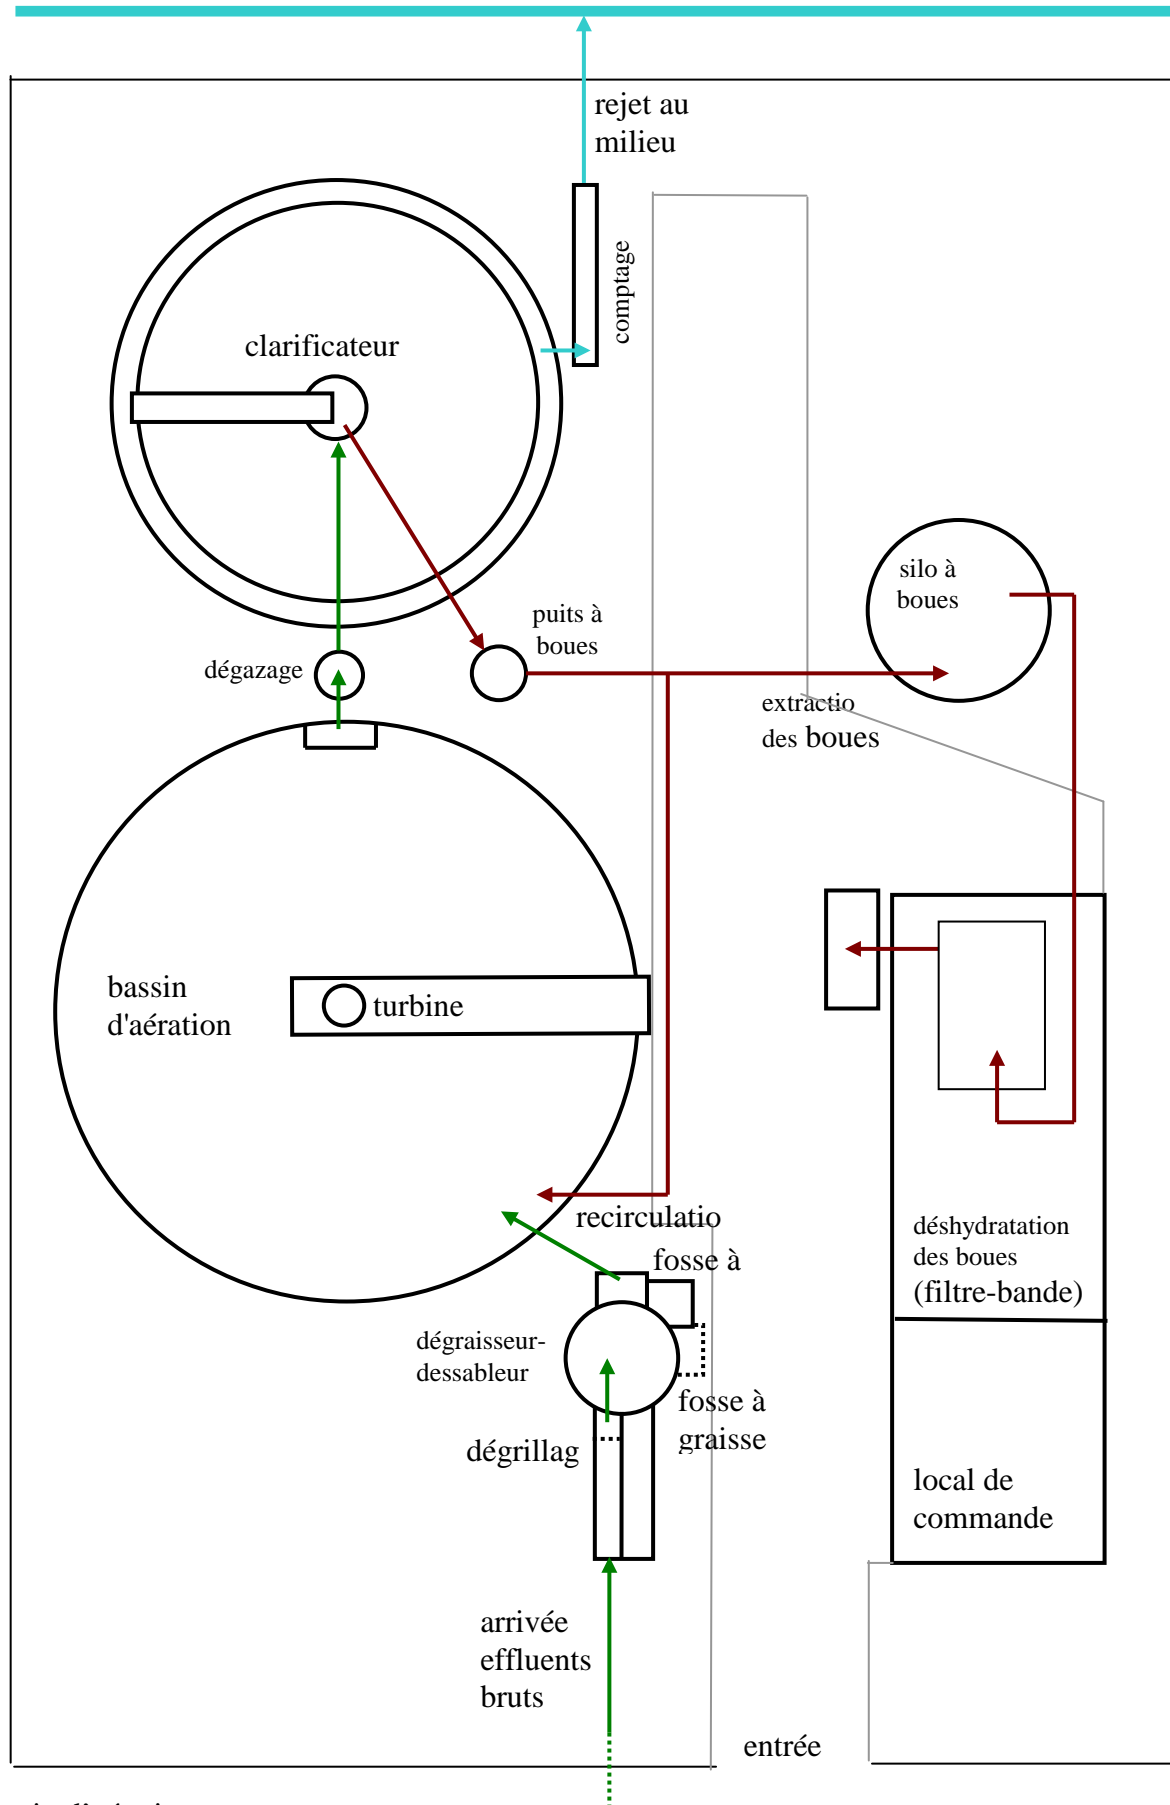 rejet au
milieu
comptage
clarificateur
silo à
boues
puits à
boues
dégazage
extractio
des boues
bassin
d'aération
turbine
recirculatio
fosse à
déshydratation
des boues
(filtre-bande)
dégraisseur-
dessableur
fosse à
graisse
dégrillag
local de
commande
arrivée
effluents
bruts
entrée